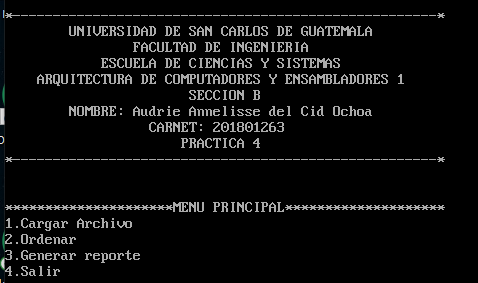 *------------------------------------------------------*
UNIVERSIDAD DE SAN CARLOS DE GUATEMALA
FACULTAD DE INGENIERIA
ESCUELA DE CIENCIAS Y SISTEMAS
ARQUITECTURA DE COMPUTADORES Y ENSAMBLADORES 1
SECCION B
NOMBRE: Audrie Annelisse del Cid Ochoa
CARNET: 201801263
PRACTICA 4
*------------------------------------------------------*
*********************MENU PRINCIPAL********************
1.Cargar Archivo
2.Ordenar
3.Generar reporte
4.Salir